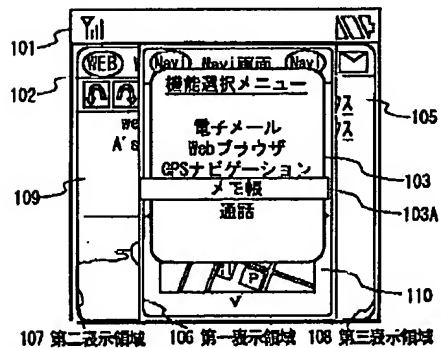 101
WEB W Navi Navi画面 Navi
機能選択メニュー
102
105
we
A's
ス
ス
電子メール
Webブラウザ
GPSナビゲーション
103
109
メモ帳
103A
通話
P
110
107 第二表示領域 106 第一表示領域 108 第三表示領域